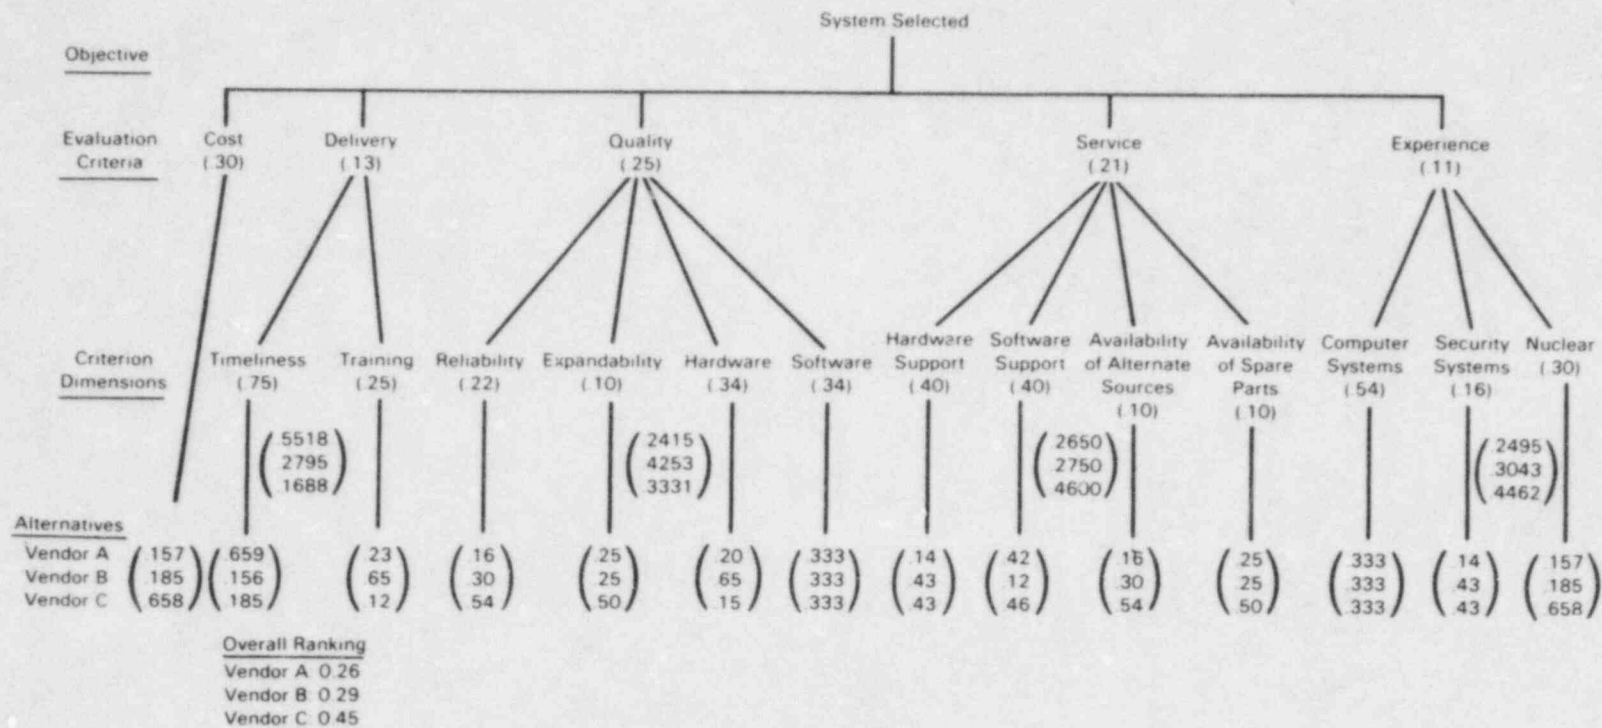 System Selected
Objective
Evaluation Criteria
Cost
(.30)
Delivery
(.13)
Quality
(.25)
Service
(.21)
Experience
(.11)
Criterion Dimensions
Timeliness
(.75)
Training
(.25)
Reliability
(.22)
Expandability
(.10)
Hardware
(.34)
Software
(.34)
Hardware
Support
(.40)
Software
Support
(.40)
Availability
of Alternate
Sources
(.10)
Availability
of Spare
Parts
(.10)
Computer
Systems
(.54)
Security
Systems
(.16)
Nuclear
(.30)
5518
2795
1688
2415
4253
3331
.2650
.2750
.4600
.2495
.3043
.4462
Alternatives
Vendor A .157 .659 .23 .16 .25 .20 .333 .14 .42 .16 .25 .333 .14 .157
Vendor B .185 .156 .65 .30 .25 .65 .333 .43 .12 .30 .25 .333 .43 .185
Vendor C .658 .185 .12 .54 .50 .15 .333 .43 .46 .54 .50 .333 .43 .658
Overall Ranking
Vendor A 0.26
Vendor B 0.29
Vendor C 0.45